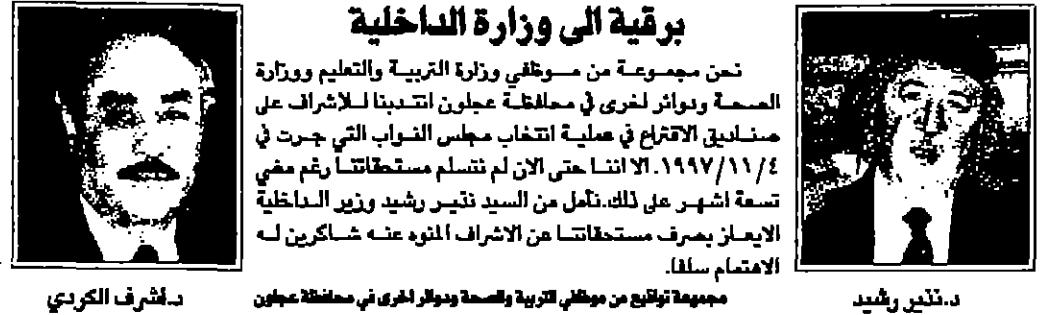 برقية الى وزارة الداخلية
نحن مجموعة من موظفي وزارة التربية والتعليم ووزارة
الصحة ودوائر اخرى في محافظة عجلون انتدبنا للاشراف على
صناديق الاقتراع في عملية انتخاب مجلس النواب التي جرت في
١٩٩٧/١١/٤. الا اننا حتى الان لم نتسلم مستحقاتنا رغم مضي
تسعة اشهر على ذلك. نأمل من السيد نذير رشيد وزير الداخلية
الايعاز بصرف مستحقاتنا عن الاشراف المنوه عنه شاكرين له
الاهتمام سلفا.
مجموعة تواقيع من موظفي التربية والصحة ودوائر اخرى في محافظة عجلون
د.نذير رشيد
د.اشرف الكردي